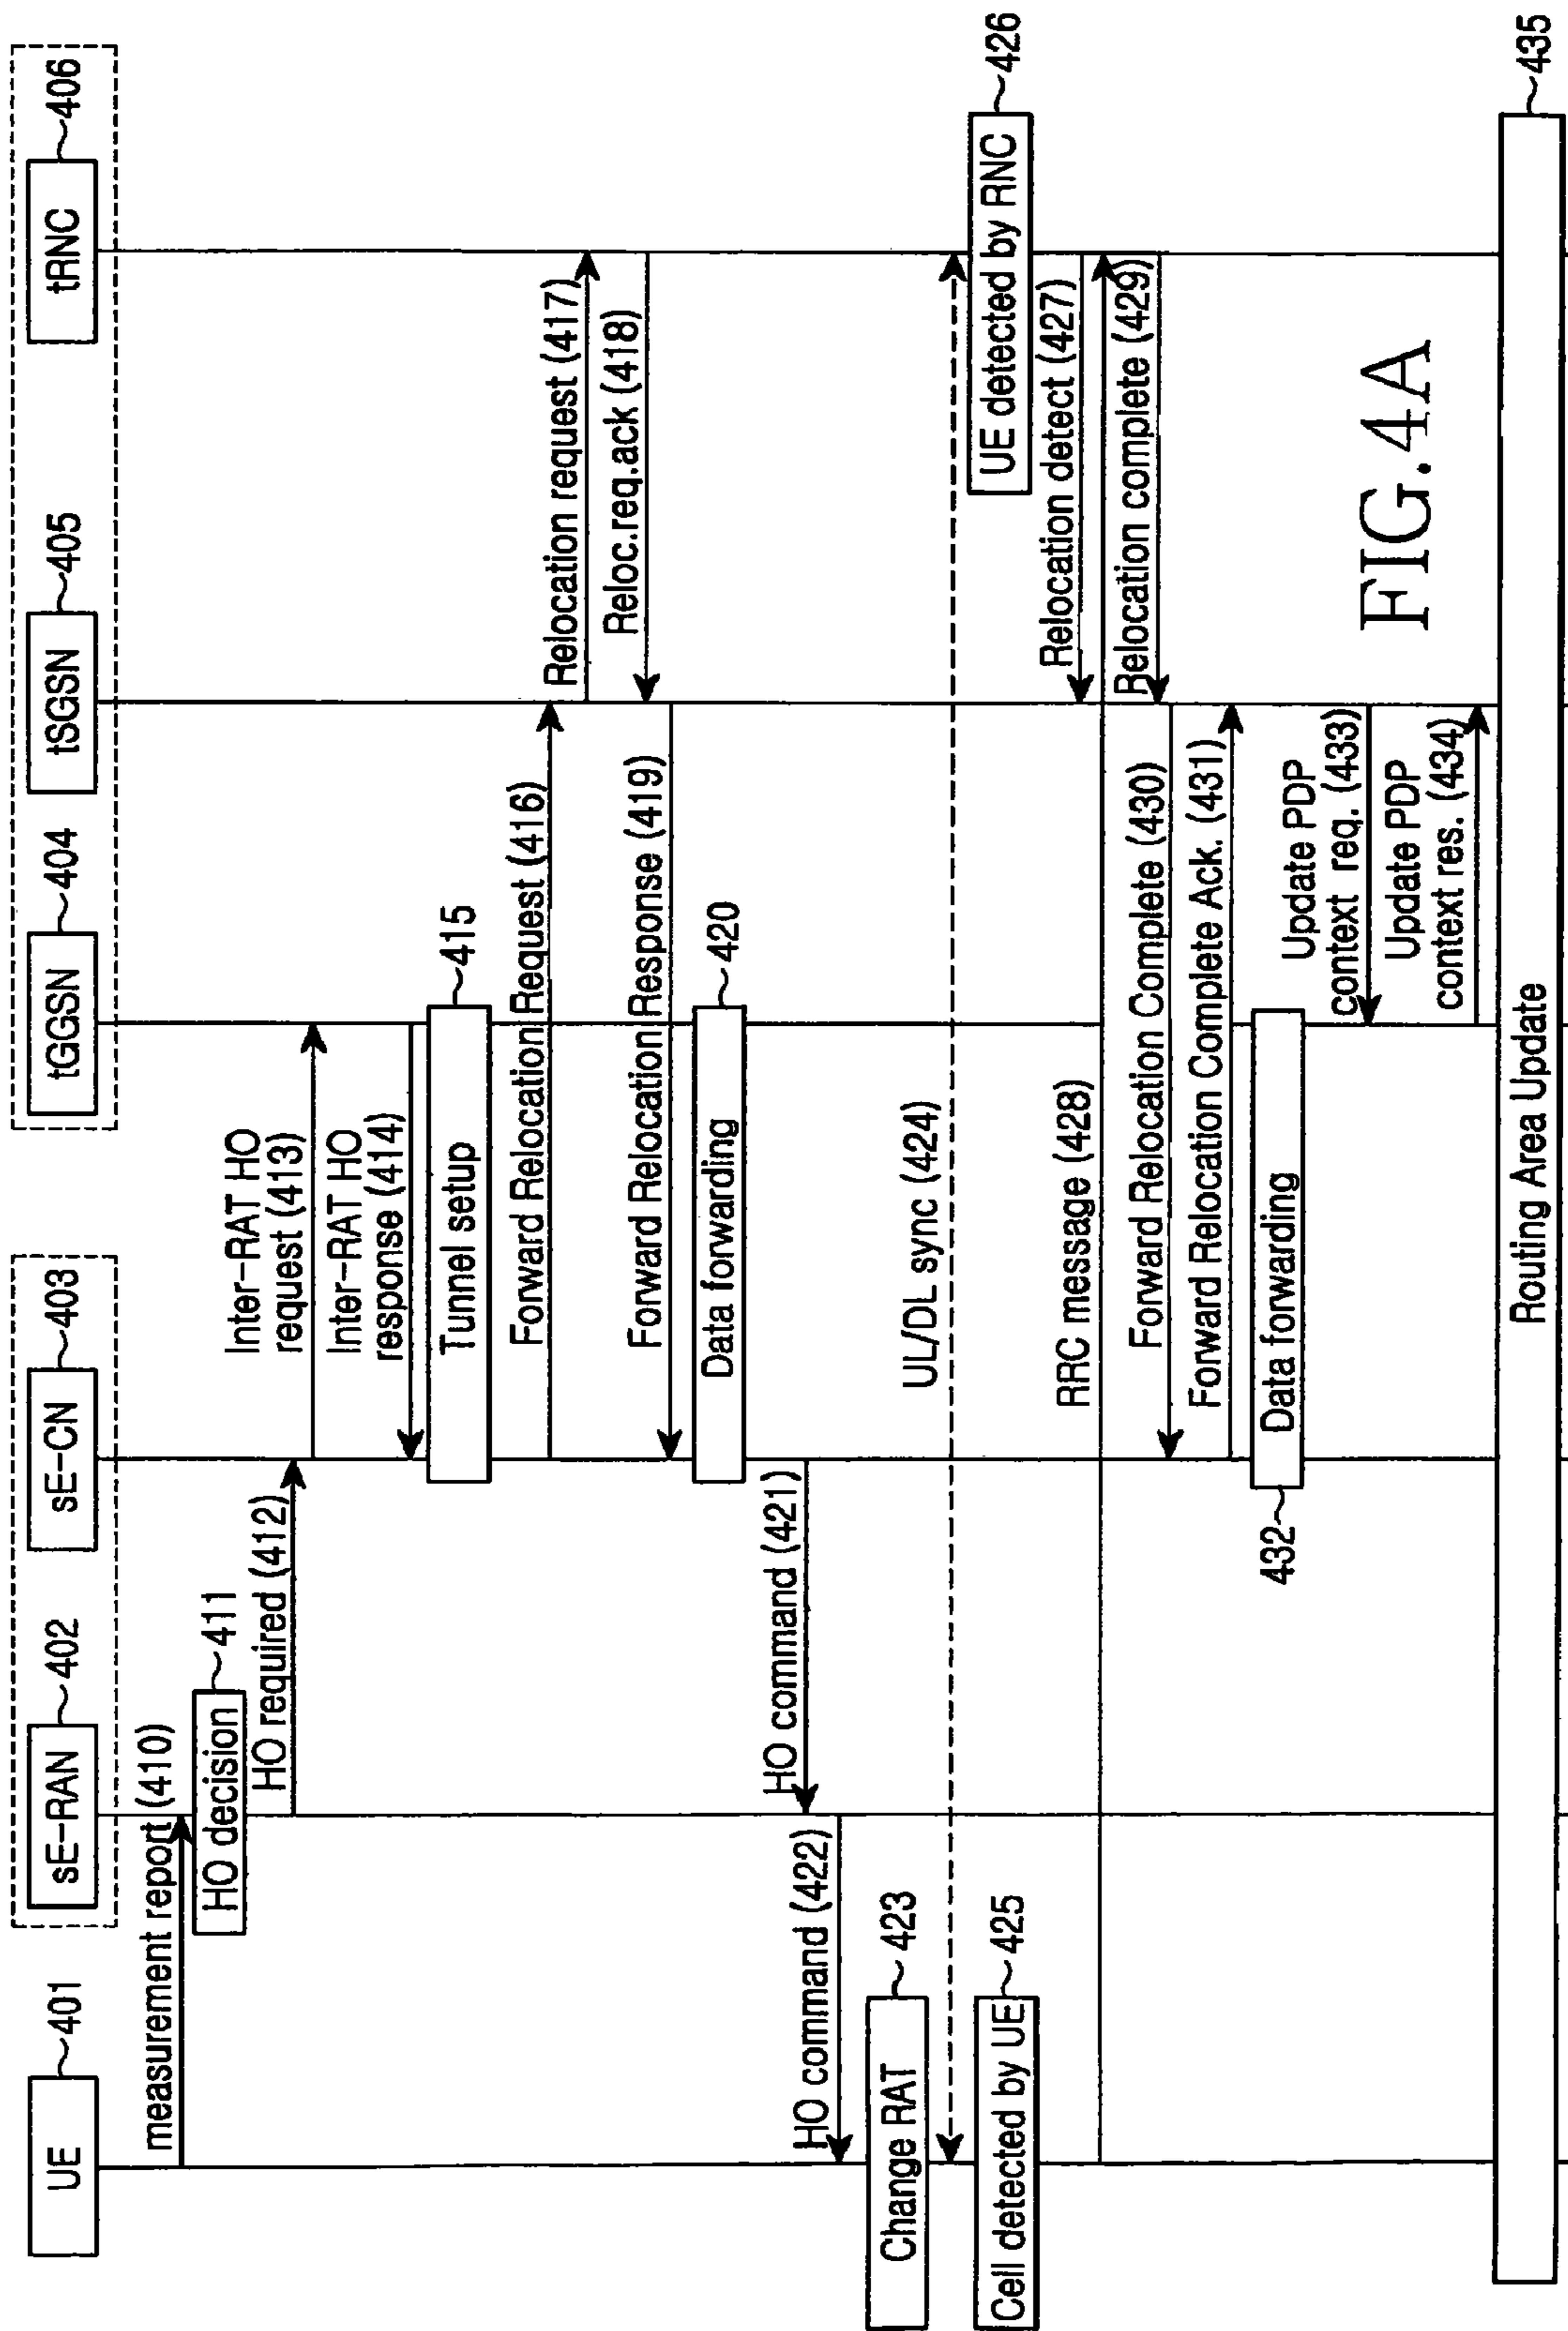 UE
401
sE-RAN
402
sE-CN
403
tGGSN
404
tSGSN
405
tRNC
406
measurement report (410)
HO decision
411
HO required (412)
Inter-RAT HO
request (413)
Inter-RAT HO
response (414)
Tunnel setup
415
Forward Relocation Request (416)
Relocation request (417)
Reloc.req.ack (418)
Forward Relocation Response (419)
Data forwarding
420
HO command (421)
HO command (422)
Change RAT
423
UL/DL sync (424)
Cell detected by UE
425
UE detected by RNC
426
Relocation detect (427)
RRC message (428)
Relocation complete (429)
Forward Relocation Complete (430)
Forward Relocation Complete Ack. (431)
Data forwarding
432
Update PDP
context req. (433)
Update PDP
context res. (434)
Routing Area Update
435
FIG.4A